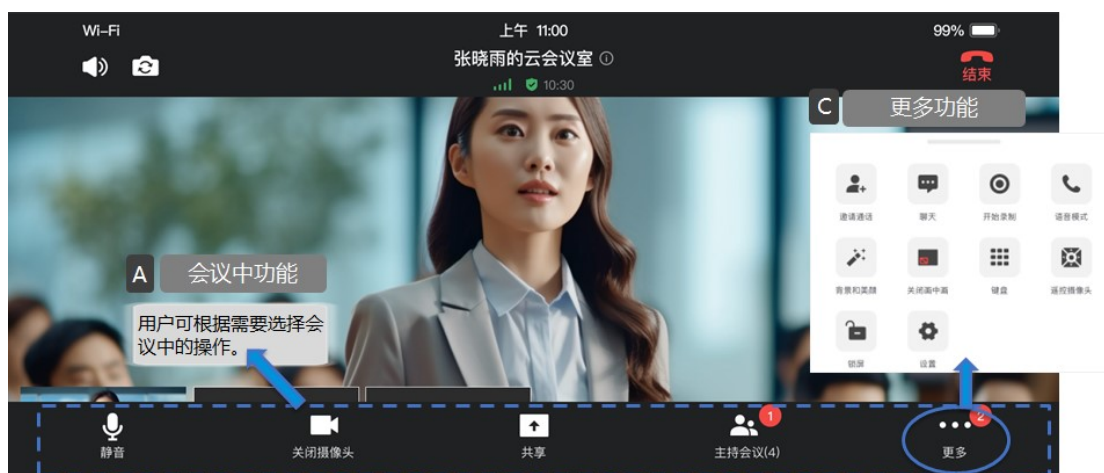 Wi-Fi
上午 11:00
99%
张晓雨的云会议室
10:30
结束
C
更多功能
邀请通话
聊天
开始录制
语音模式
背景和美颜
关闭画中画
键盘
遥控摄像头
锁屏
设置
A
会议中功能
用户可根据需要选择会
议中的操作。
静音
关闭摄像头
共享
1
主持会议(4)
2
更多